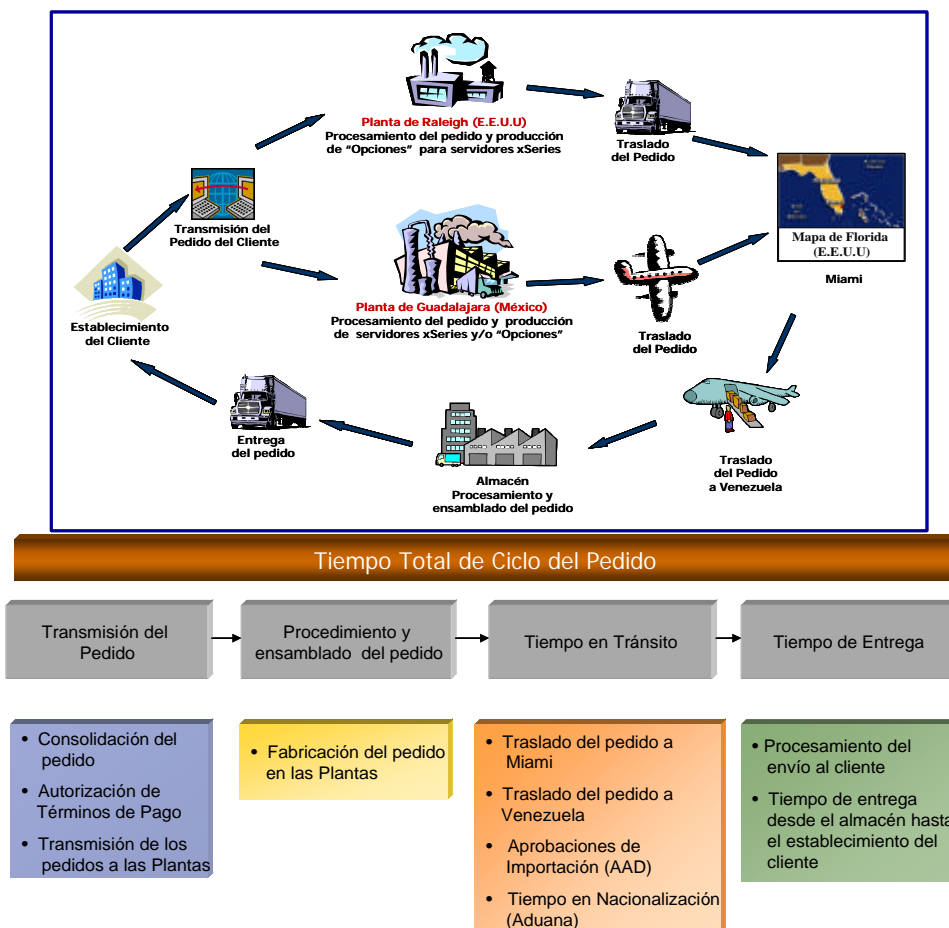 Planta de Raleigh (E.E.U.U)
Procesamiento del pedido y producción
de “Opciones” para servidores xSeries
Traslado
del Pedido
Transmisión del
Pedido del Cliente
Mapa de Florida
(E.E.U.U)
Miami
Planta de Guadalajara (México)
Procesamiento del pedido y producción
de servidores xSeries y/o “Opciones”
Traslado
del Pedido
Establecimiento
del Cliente
Entrega
del pedido
Almacén
Procesamiento y
ensamblado del pedido
Traslado
del Pedido
a Venezuela
Tiempo Total de Ciclo del Pedido
Transmisión del
Pedido
Procedimiento y
ensamblado del pedido
Tiempo en Tránsito
Tiempo de Entrega
• Consolidación del
pedido
• Autorización de
Términos de Pago
• Transmisión de los
pedidos a las Plantas
• Fabricación del pedido
en las Plantas
• Traslado del pedido a
Miami
• Traslado del pedido a
Venezuela
• Aprobaciones de
Importación (AAD)
• Tiempo en Nacionalización
(Aduana)
• Procesamiento del
envío al cliente
• Tiempo de entrega
desde el almacén hasta
el establecimiento del
cliente